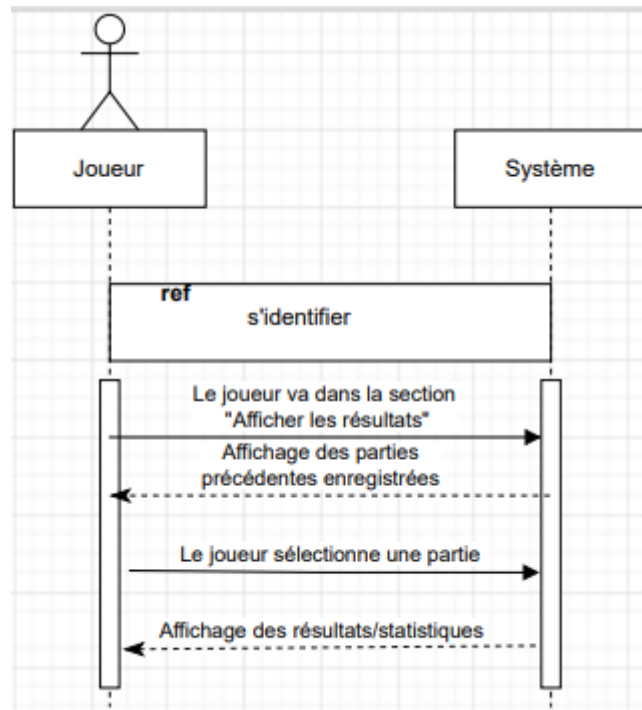 Joueur
Système
ref
s'identifier
Le joueur va dans la section
"Afficher les résultats"
Affichage des parties
précédentes enregistrées
Le joueur sélectionne une partie
Affichage des résultats/statistiques